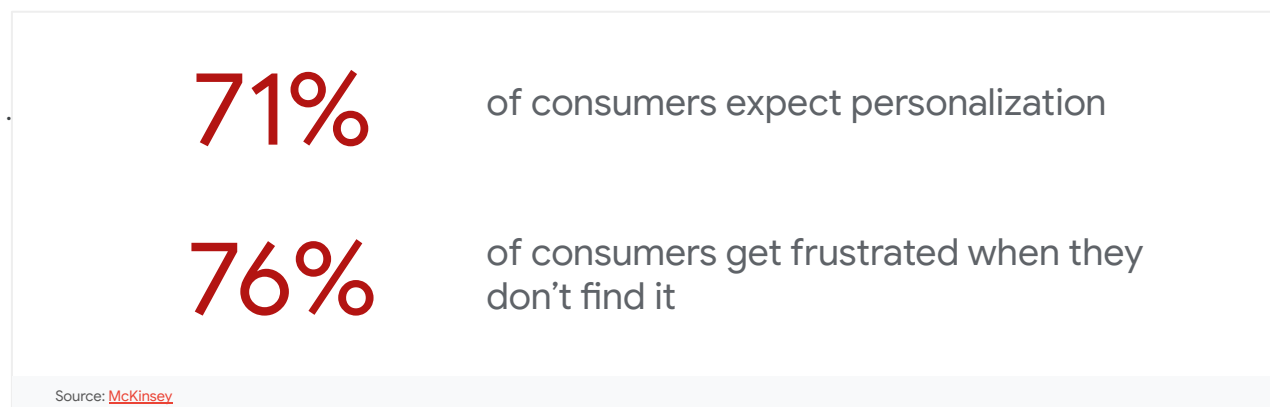 71%
of consumers expect personalization
76%
of consumers get frustrated when they
don’t find it
Source: McKinsey